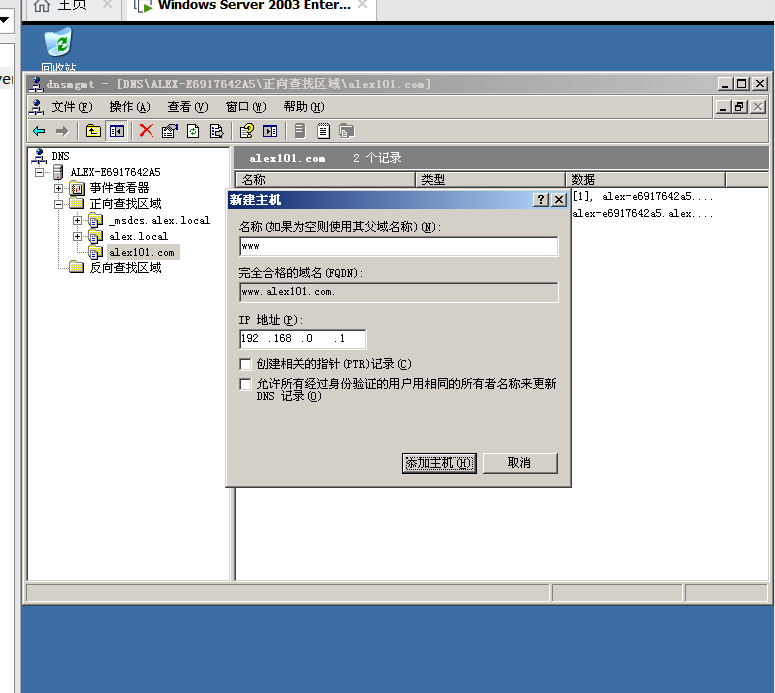 主页
Windows Server 2003 Enter...
回收站
dnsmgmt - [DNS\ALEX-E6917642A5\正向查找区域\alex101.com]
文件(F) 操作(A) 查看(V) 窗口(W) 帮助(H)
DNS
ALEX-E6917642A5
事件查看器
正向查找区域
_msdcs.alex.local
alex.local
alex101.com
反向查找区域
alex101.com 2 个记录
名称 类型 数据
[1], alex-e6917642a5....
alex-e6917642a5.alex....
新建主机
名称(如果为空则使用其父域名称)(N):
www
完全合格的域名(FQDN):
www.alex101.com.
IP 地址(P):
192 .168 .0 .1
创建相关的指针(PTR)记录(C)
允许所有经过身份验证的用户用相同的所有者名称来更新
DNS 记录(O)
添加主机(H) 取消